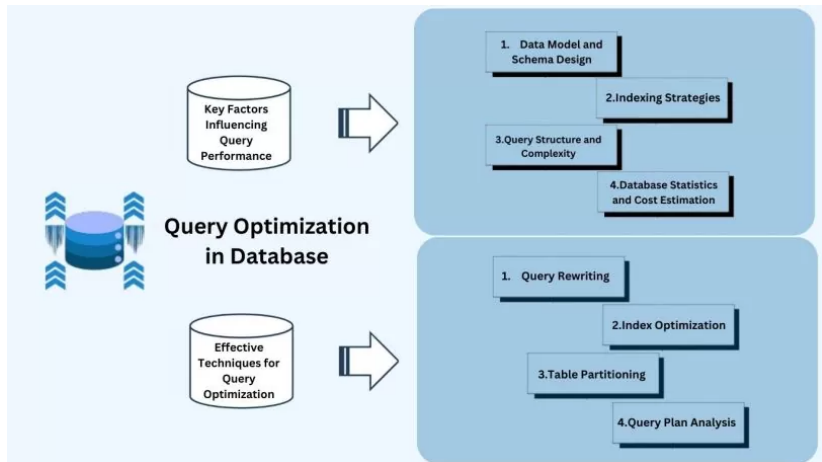 Key Factors
Influencing
Query
Performance
1. Data Model and
Schema Design
2.Indexing Strategies
3.Query Structure and
Complexity
4.Database Statistics
and Cost Estimation
Query Optimization
in Database
Effective
Techniques for
Query
Optimization
1. Query Rewriting
2.Index Optimization
3.Table Partitioning
4.Query Plan Analysis